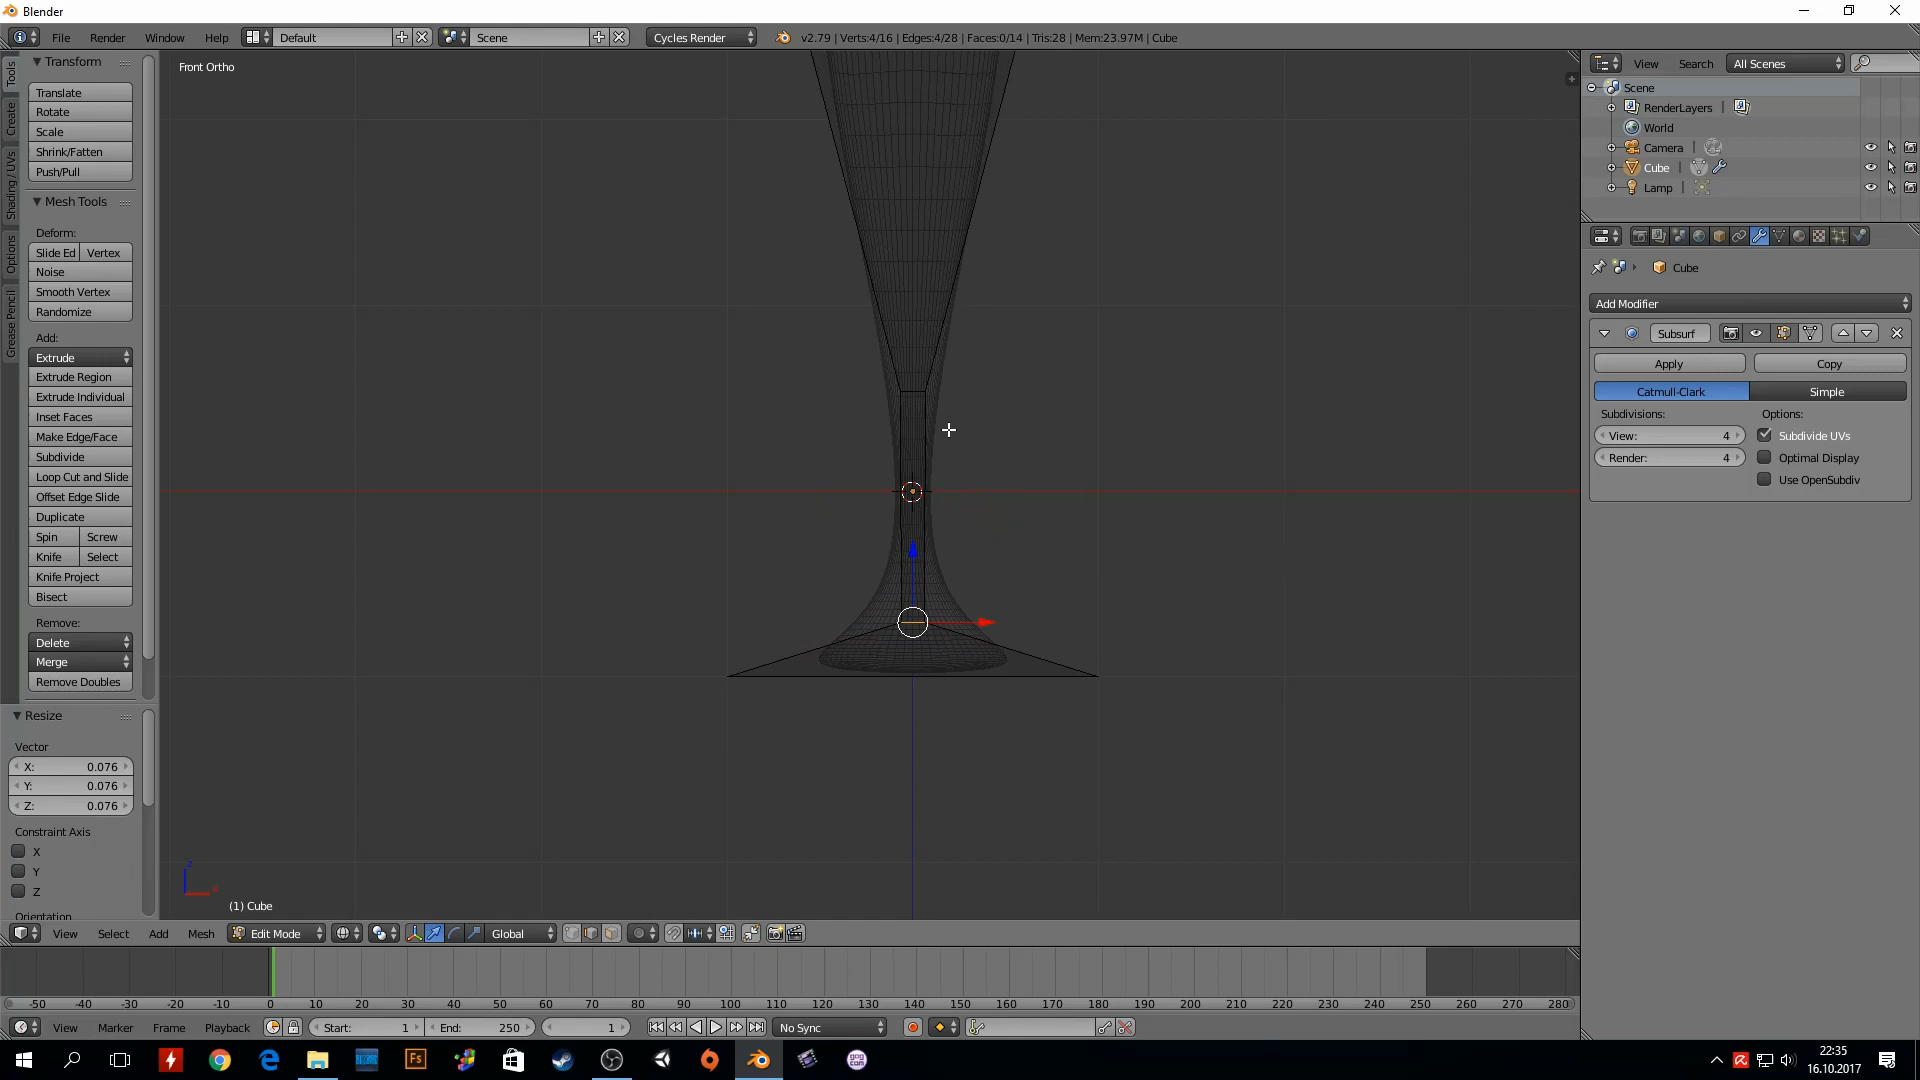 Blender
File Render Window Help Default Scene Cycles Render v2.79 | Verts:4/16 | Edges:4/28 | Faces:0/14 | Tris:28 | Mem:23.97M | Cube
Tools
Create
Shading / UVs
Options
Grease Pencil
Transform
Translate
Rotate
Scale
Shrink/Fatten
Push/Pull
Mesh Tools
Deform:
Slide Ed Vertex
Noise
Smooth Vertex
Randomize
Add:
Extrude
Extrude Region
Extrude Individual
Inset Faces
Make Edge/Face
Subdivide
Loop Cut and Slide
Offset Edge Slide
Duplicate
Spin Screw
Knife Select
Knife Project
Bisect
Remove:
Delete
Merge
Remove Doubles
Resize
Vector
X: 0.076
Y: 0.076
Z: 0.076
Constraint Axis
X
Y
Z
Orientation
Front Ortho
z
x
(1) Cube
View Search All Scenes
Scene
RenderLayers |
World
Camera |
Cube |
Lamp |
Cube
Add Modifier
Subsurf
Apply Copy
Catmull-Clark Simple
Subdivisions: Options:
View: 4 Subdivide UVs
Render: 4 Optimal Display
Use OpenSubdiv
View Select Add Mesh Edit Mode Global
-50 -40 -30 -20 -10 0 10 20 30 40 50 60 70 80 90 100 110 120 130 140 150 160 170 180 190 200 210 220 230 240 250 260 270 280
View Marker Frame Playback Start: 1 End: 250 1 No Sync
Fs
GOG
COM
22:35
16.10.2017